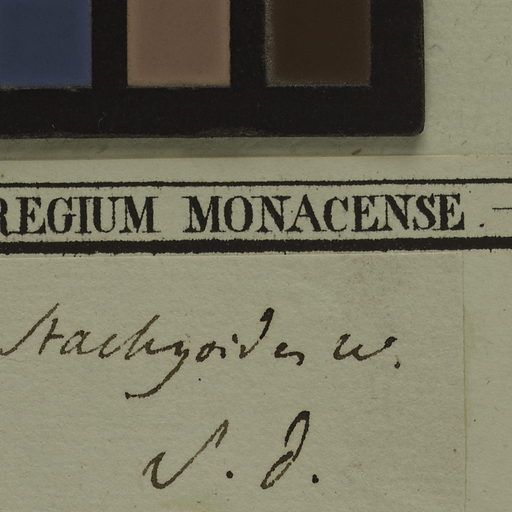 REGIUM MONACENSE.
Stachyoides w.
S. d.